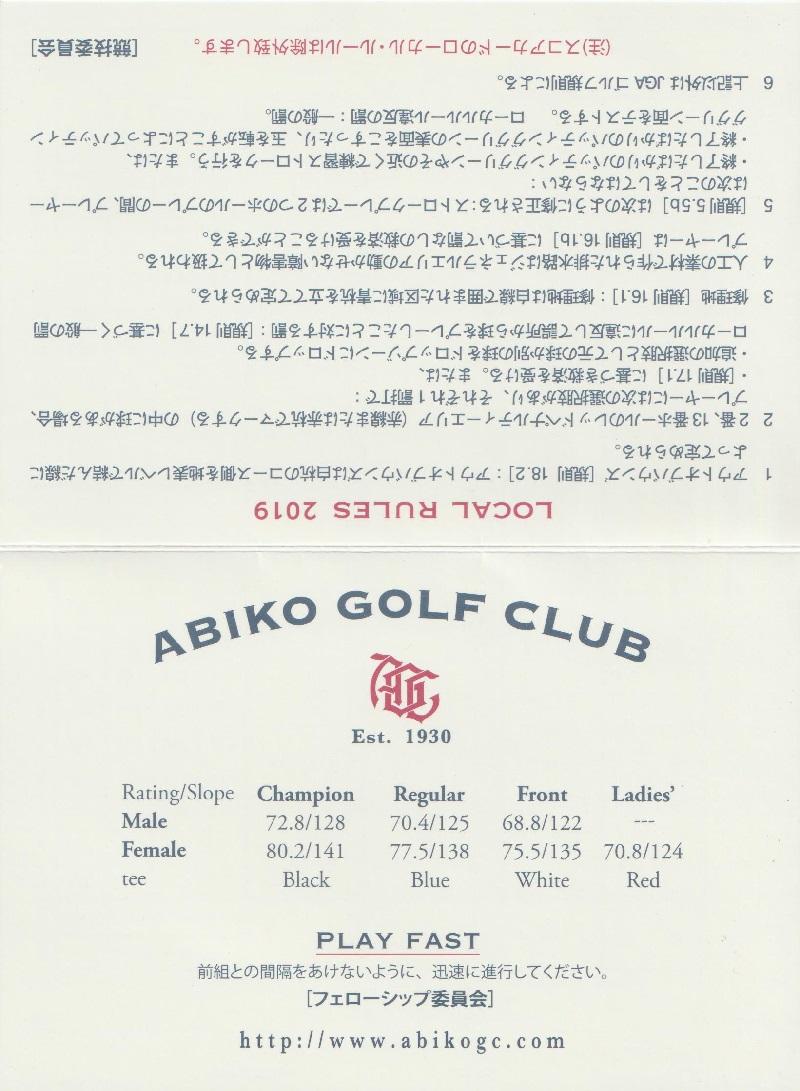 LOCAL RULES 2019
1 アウトオブバウンズ［規則 18.2］：アウトオブバウンズは白杭のコース側を地表レベルで結んだ線に
よって定められる。
2 2番、13番ホールのレッドペナルティーエリア（赤線または赤杭でマークする）の中に球がある場合、
プレーヤーには次の選択肢があり、それぞれ1罰打で：
・［規則 17.1］に基づき救済を受ける。または、
・追加の選択肢として元の球か別の球をドロップゾーンにドロップする。
ローカルルールに違反して誤所から球をプレーしたことに対する罰：［規則 14.7］に基づく一般の罰
3 修理地［規則 16.1］：修理地は白線で囲まれた区域に青杭を立てて定められる。
4 人工の素材で作られた排水路はジェネラルエリアの動かせない障害物として扱われる。
プレーヤーは［規則 16.1b］に基づいて罰なしの救済を受けることができる。
5 ［規則 5.5b］は次のように修正される：ストロークプレーでは2つのホールのプレーの間、プレーヤー
は次のことをしてはならない：
・終了したばかりのパッティンググリーンやその近くで練習ストロークを行う。または、
・終了したばかりのパッティンググリーンの表面をこすったり、玉を転がすことによってパッティン
ググリーン面をテストする。 ローカルルール違反の罰：一般の罰。
6 上記以外は JGA ゴルフ規則による。
(注)スコアカードのローカル・ルールは除外致します。 [競技委員会]
ABIKO GOLF CLUB
Est. 1930
Rating/Slope Champion Regular Front Ladies'
Male 72.8/128 70.4/125 68.8/122 ---
Female 80.2/141 77.5/138 75.5/135 70.8/124
tee Black Blue White Red
PLAY FAST
前組との間隔をあけないように、迅速に進行してください。
[フェローシップ委員会]
http://www.abikogc.com